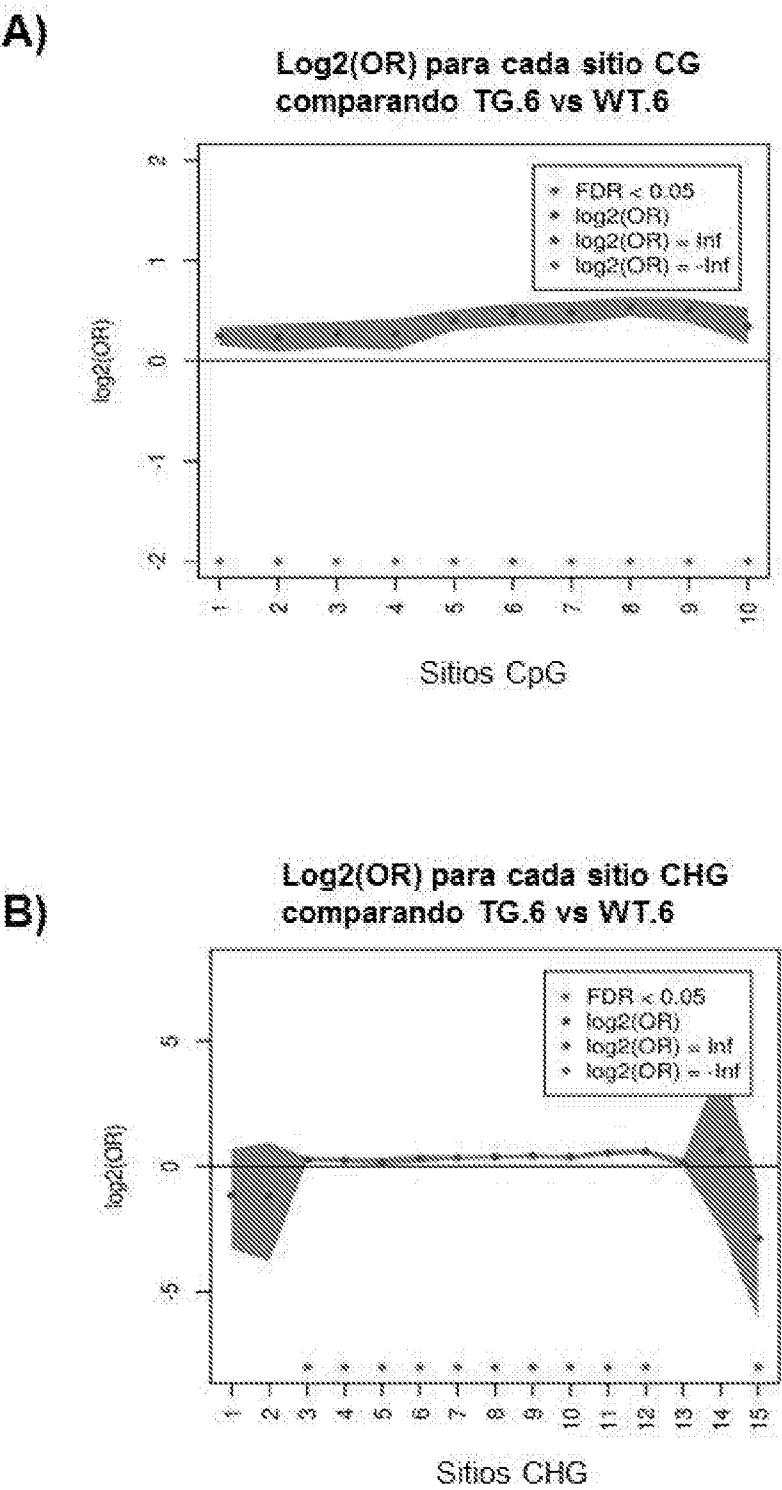 A)
Log2(OR) para cada sitio CG
comparando TG.6 vs WT.6
FDR < 0.05
log2(OR)
log2(OR) = Inf
log2(OR) = -Inf
log2(OR)
2
1
0
-1
-2
1 2 3 4 5 6 7 8 9 10
Sitios CpG
B)
Log2(OR) para cada sitio CHG
comparando TG.6 vs WT.6
FDR < 0.05
log2(OR)
log2(OR) = Inf
log2(OR) = -Inf
log2(OR)
5
0
-5
1 2 3 4 5 6 7 8 9 10 11 12 13 14 15
Sitios CHG